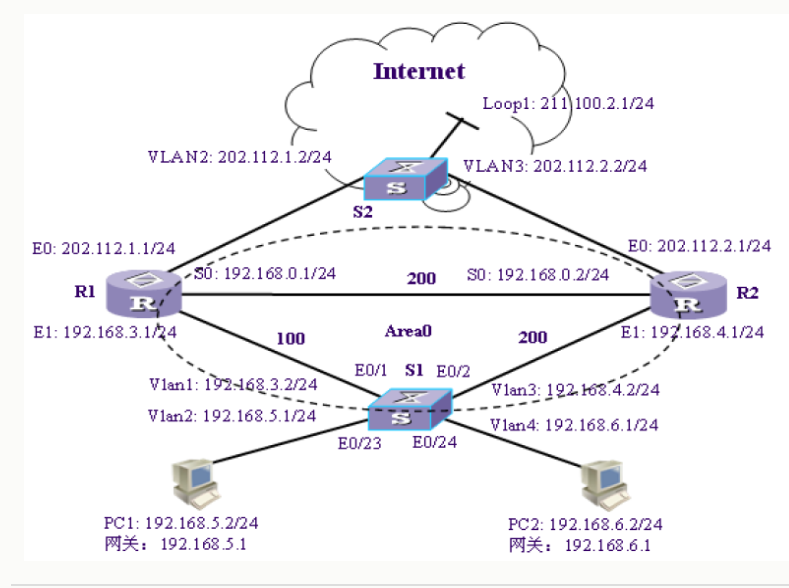 Internet
Loop1: 211.100.2.1/24
VLAN2: 202.112.1.2/24
VLAN3: 202.112.2.2/24
S
S2
E0: 202.112.1.1/24
E0: 202.112.2.1/24
S0: 192.168.0.1/24
200
S0: 192.168.0.2/24
R1
R
R
R2
E1: 192.168.3.1/24
100
Area0
200
E1: 192.168.4.1/24
E0/1
S1
E0/2
Vlan1: 192.168.3.2/24
Vlan3: 192.168.4.2/24
Vlan2: 192.168.5.1/24
S
Vlan4: 192.168.6.1/24
E0/23
E0/24
PC1: 192.168.5.2/24
网关： 192.168.5.1
PC2: 192.168.6.2/24
网关： 192.168.6.1